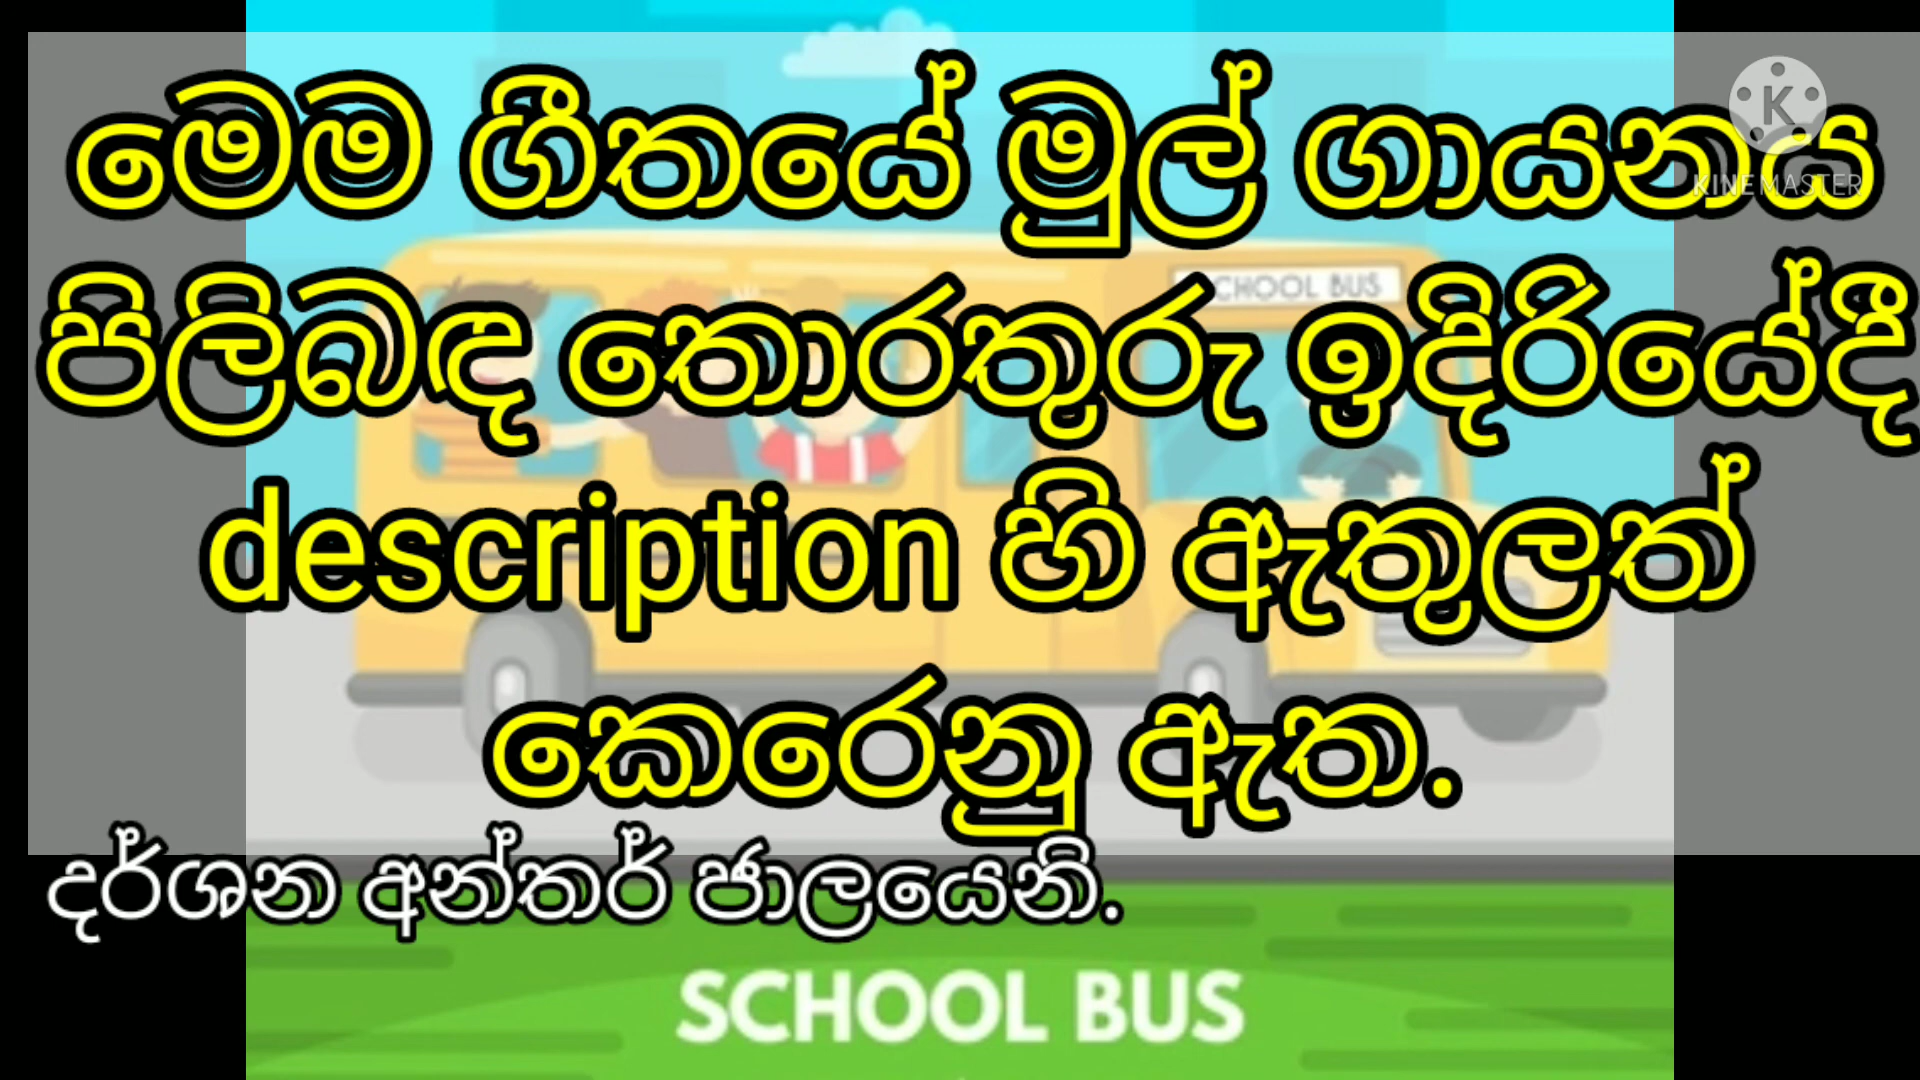 මෙම ගීතයේ මුල් ගායනය
පිලිබඳ තොරතුරු ඉදිරියේදී
description හි ඇතුලත්
කෙරෙනු ඇත.
දර්ශන අන්තර් ජාලයෙනි.
KINEMASTER
SCHOOL BUS
SCHOOL BUS